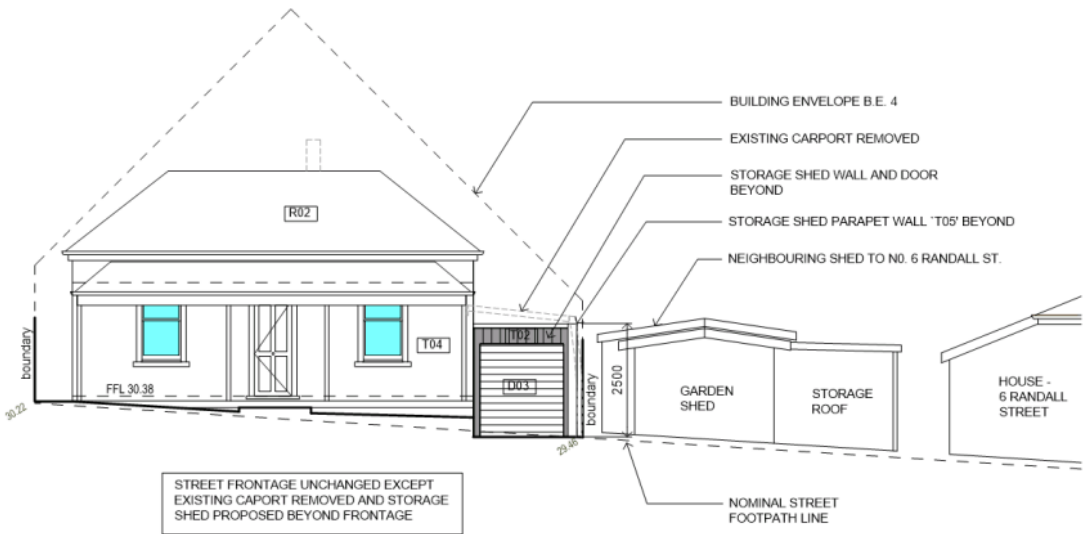 BUILDING ENVELOPE B.E. 4
EXISTING CARPORT REMOVED
STORAGE SHED WALL AND DOOR
BEYOND
STORAGE SHED PARAPET WALL 'T05' BEYOND
NEIGHBOURING SHED TO N0. 6 RANDALL ST.
R02
T02
T04
D03
boundary
FFL 30.38
30.22
boundary
2500
29.46
GARDEN
SHED
STORAGE
ROOF
HOUSE -
6 RANDALL
STREET
STREET FRONTAGE UNCHANGED EXCEPT
EXISTING CAPORT REMOVED AND STORAGE
SHED PROPOSED BEYOND FRONTAGE
NOMINAL STREET
FOOTPATH LINE